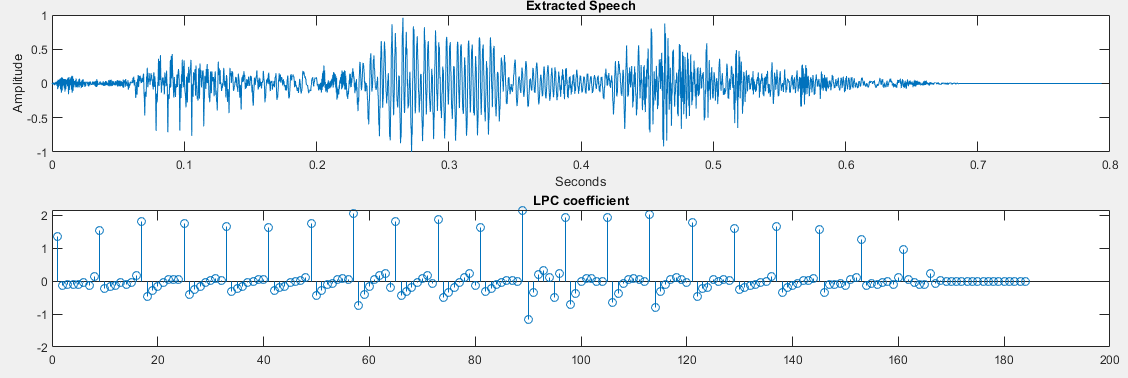 Extracted Speech
1
0.5
0
-0.5
-1
Amplitude
0 0.1 0.2 0.3 0.4 0.5 0.6 0.7 0.8
Seconds
LPC coefficient
2
1
0
-1
-2
0 20 40 60 80 100 120 140 160 180 200